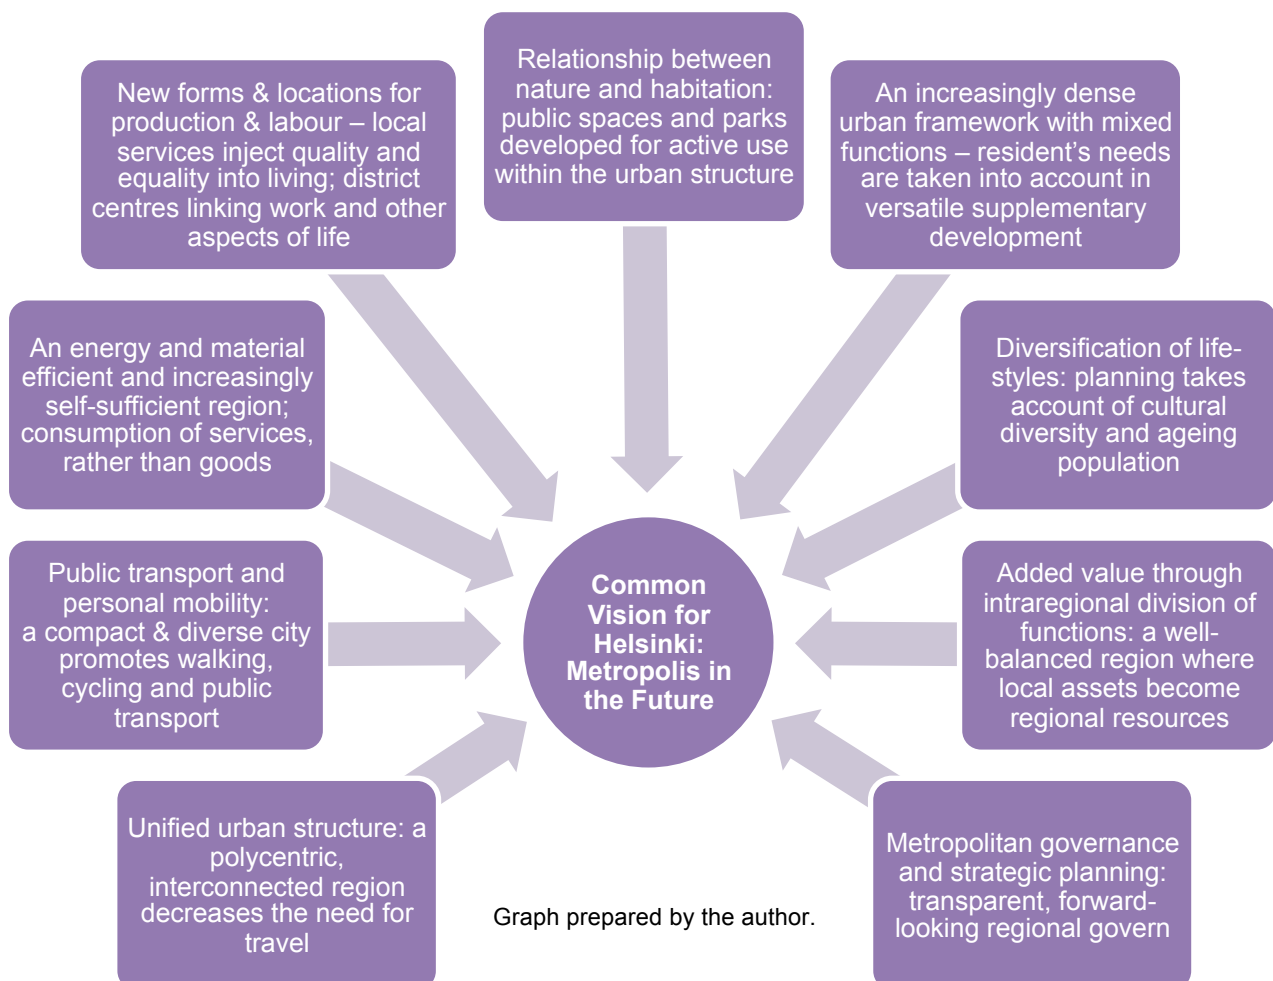 Relationship between
nature and habitation:
public spaces and parks
developed for active use
within the urban structure
New forms & locations for
production & labour – local
services inject quality and
equality into living; district
centres linking work and other
aspects of life
An increasingly dense
urban framework with mixed
functions – resident's needs
are taken into account in
versatile supplementary
development
An energy and material
efficient and increasingly
self-sufficient region;
consumption of services,
rather than goods
Diversification of life-
styles: planning takes
account of cultural
diversity and ageing
population
Public transport and
personal mobility:
a compact & diverse city
promotes walking,
cycling and public
transport
Common
Vision for
Helsinki:
Metropolis in
the Future
Added value through
intraregional division of
functions: a well-
balanced region where
local assets become
regional resources
Unified urban structure: a
polycentric,
interconnected region
decreases the need for
travel
Metropolitan governance
and strategic planning:
transparent, forward-
looking regional govern
Graph prepared by the author.